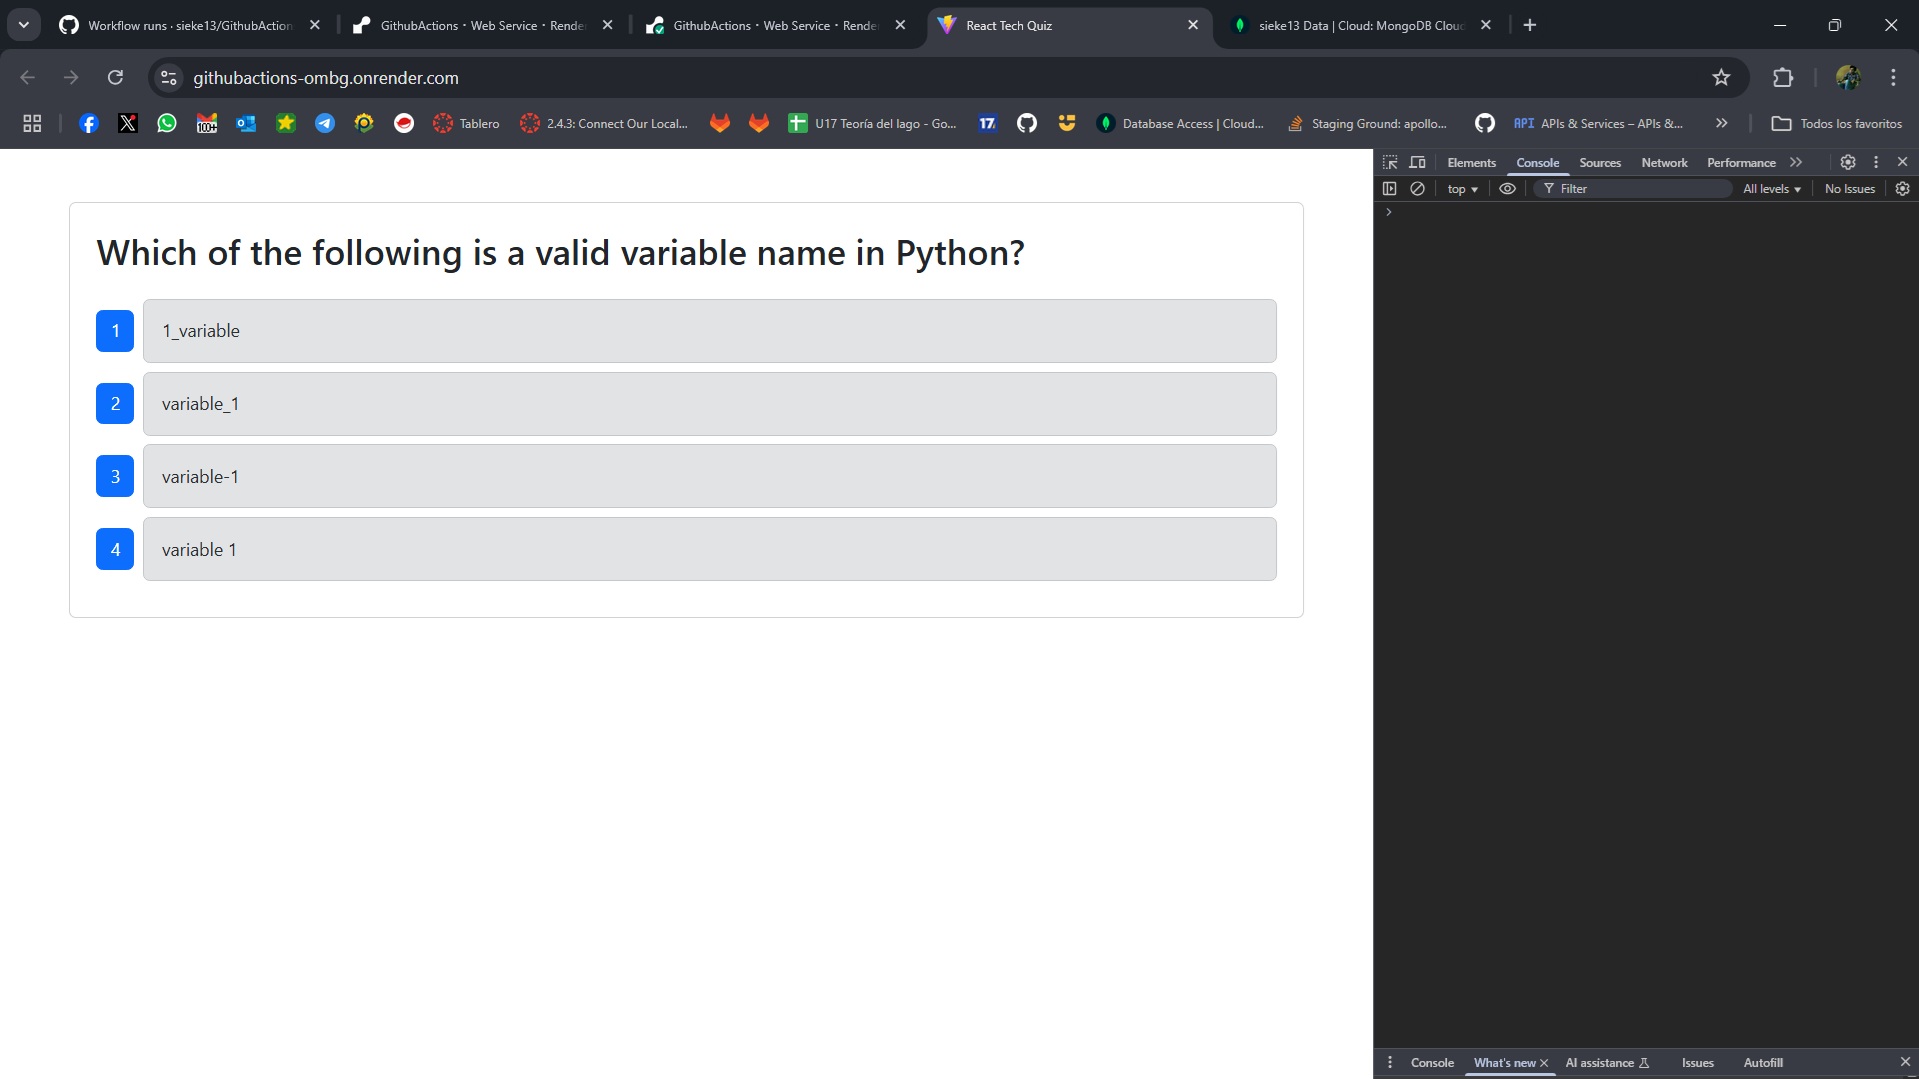 Workflow runs · sieke13/GithubAction
GithubActions · Web Service · Rende
GithubActions · Web Service · Rende
React Tech Quiz
sieke13 Data | Cloud: MongoDB Clou
githubactions-ombg.onrender.com
100+
Tablero
2.4.3: Connect Our Local...
U17 Teoría del lago - Go...
17
Database Access | Cloud...
Staging Ground: apollo...
API APIs & Services – APIs &...
Todos los favoritos
Elements
Console
Sources
Network
Performance
top
Filter
All levels
No Issues
Which of the following is a valid variable name in Python?
1 1_variable
2 variable_1
3 variable-1
4 variable 1
Console
What's new
AI assistance
Issues
Autofill